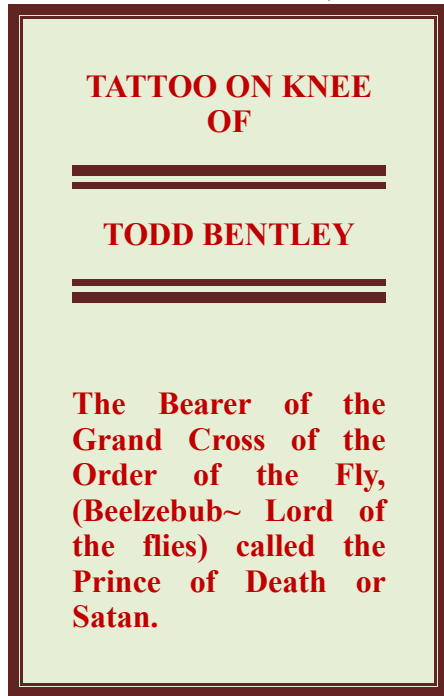 TATTOO ON KNEE
OF
TODD BENTLEY
The Bearer of the
Grand Cross of the
Order of the Fly,
(Beelzebub~ Lord of
the flies) called the
Prince of Death or
Satan.